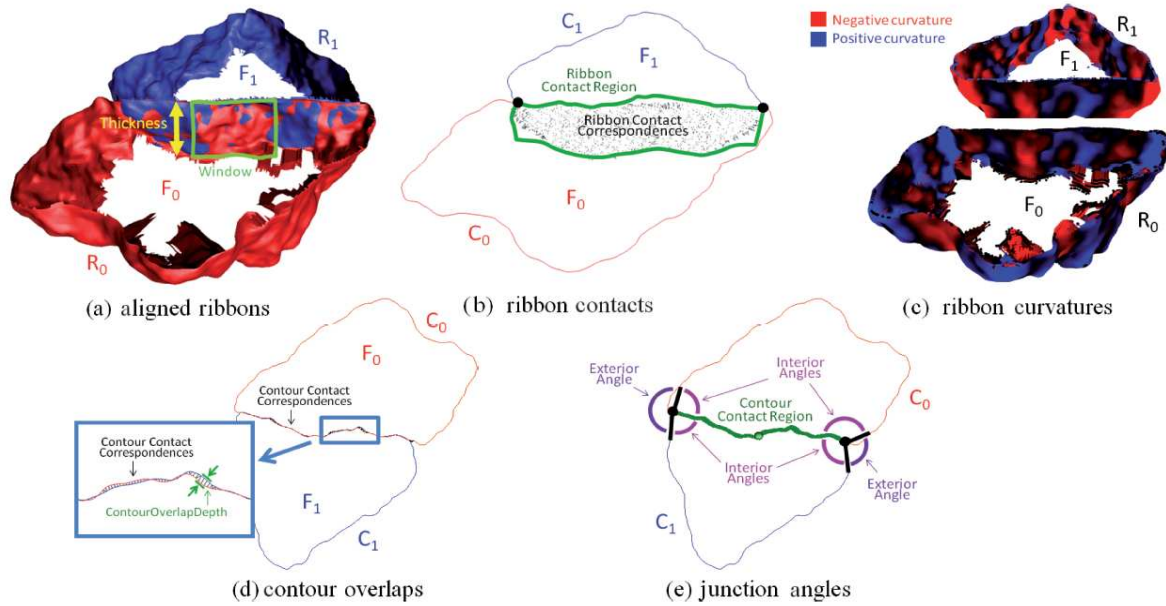 R1
F1
Thickness
Window
F0
R0
(a) aligned ribbons
C1
F1
Ribbon
Contact Region
Ribbon Contact
Correspondences
F0
C0
(b) ribbon contacts
Negative curvature
Positive curvature
R1
F1
F0
R0
(c) ribbon curvatures
C0
F0
Contour Contact
Correspondences
Contour Contact
Correspondences
ContourOverlapDepth
F1
C1
(d) contour overlaps
Exterior
Angle
Interior
Angles
F0
Contour
Contact Region
C0
Interior
Angles
Exterior
Angle
F1
C1
(e) junction angles